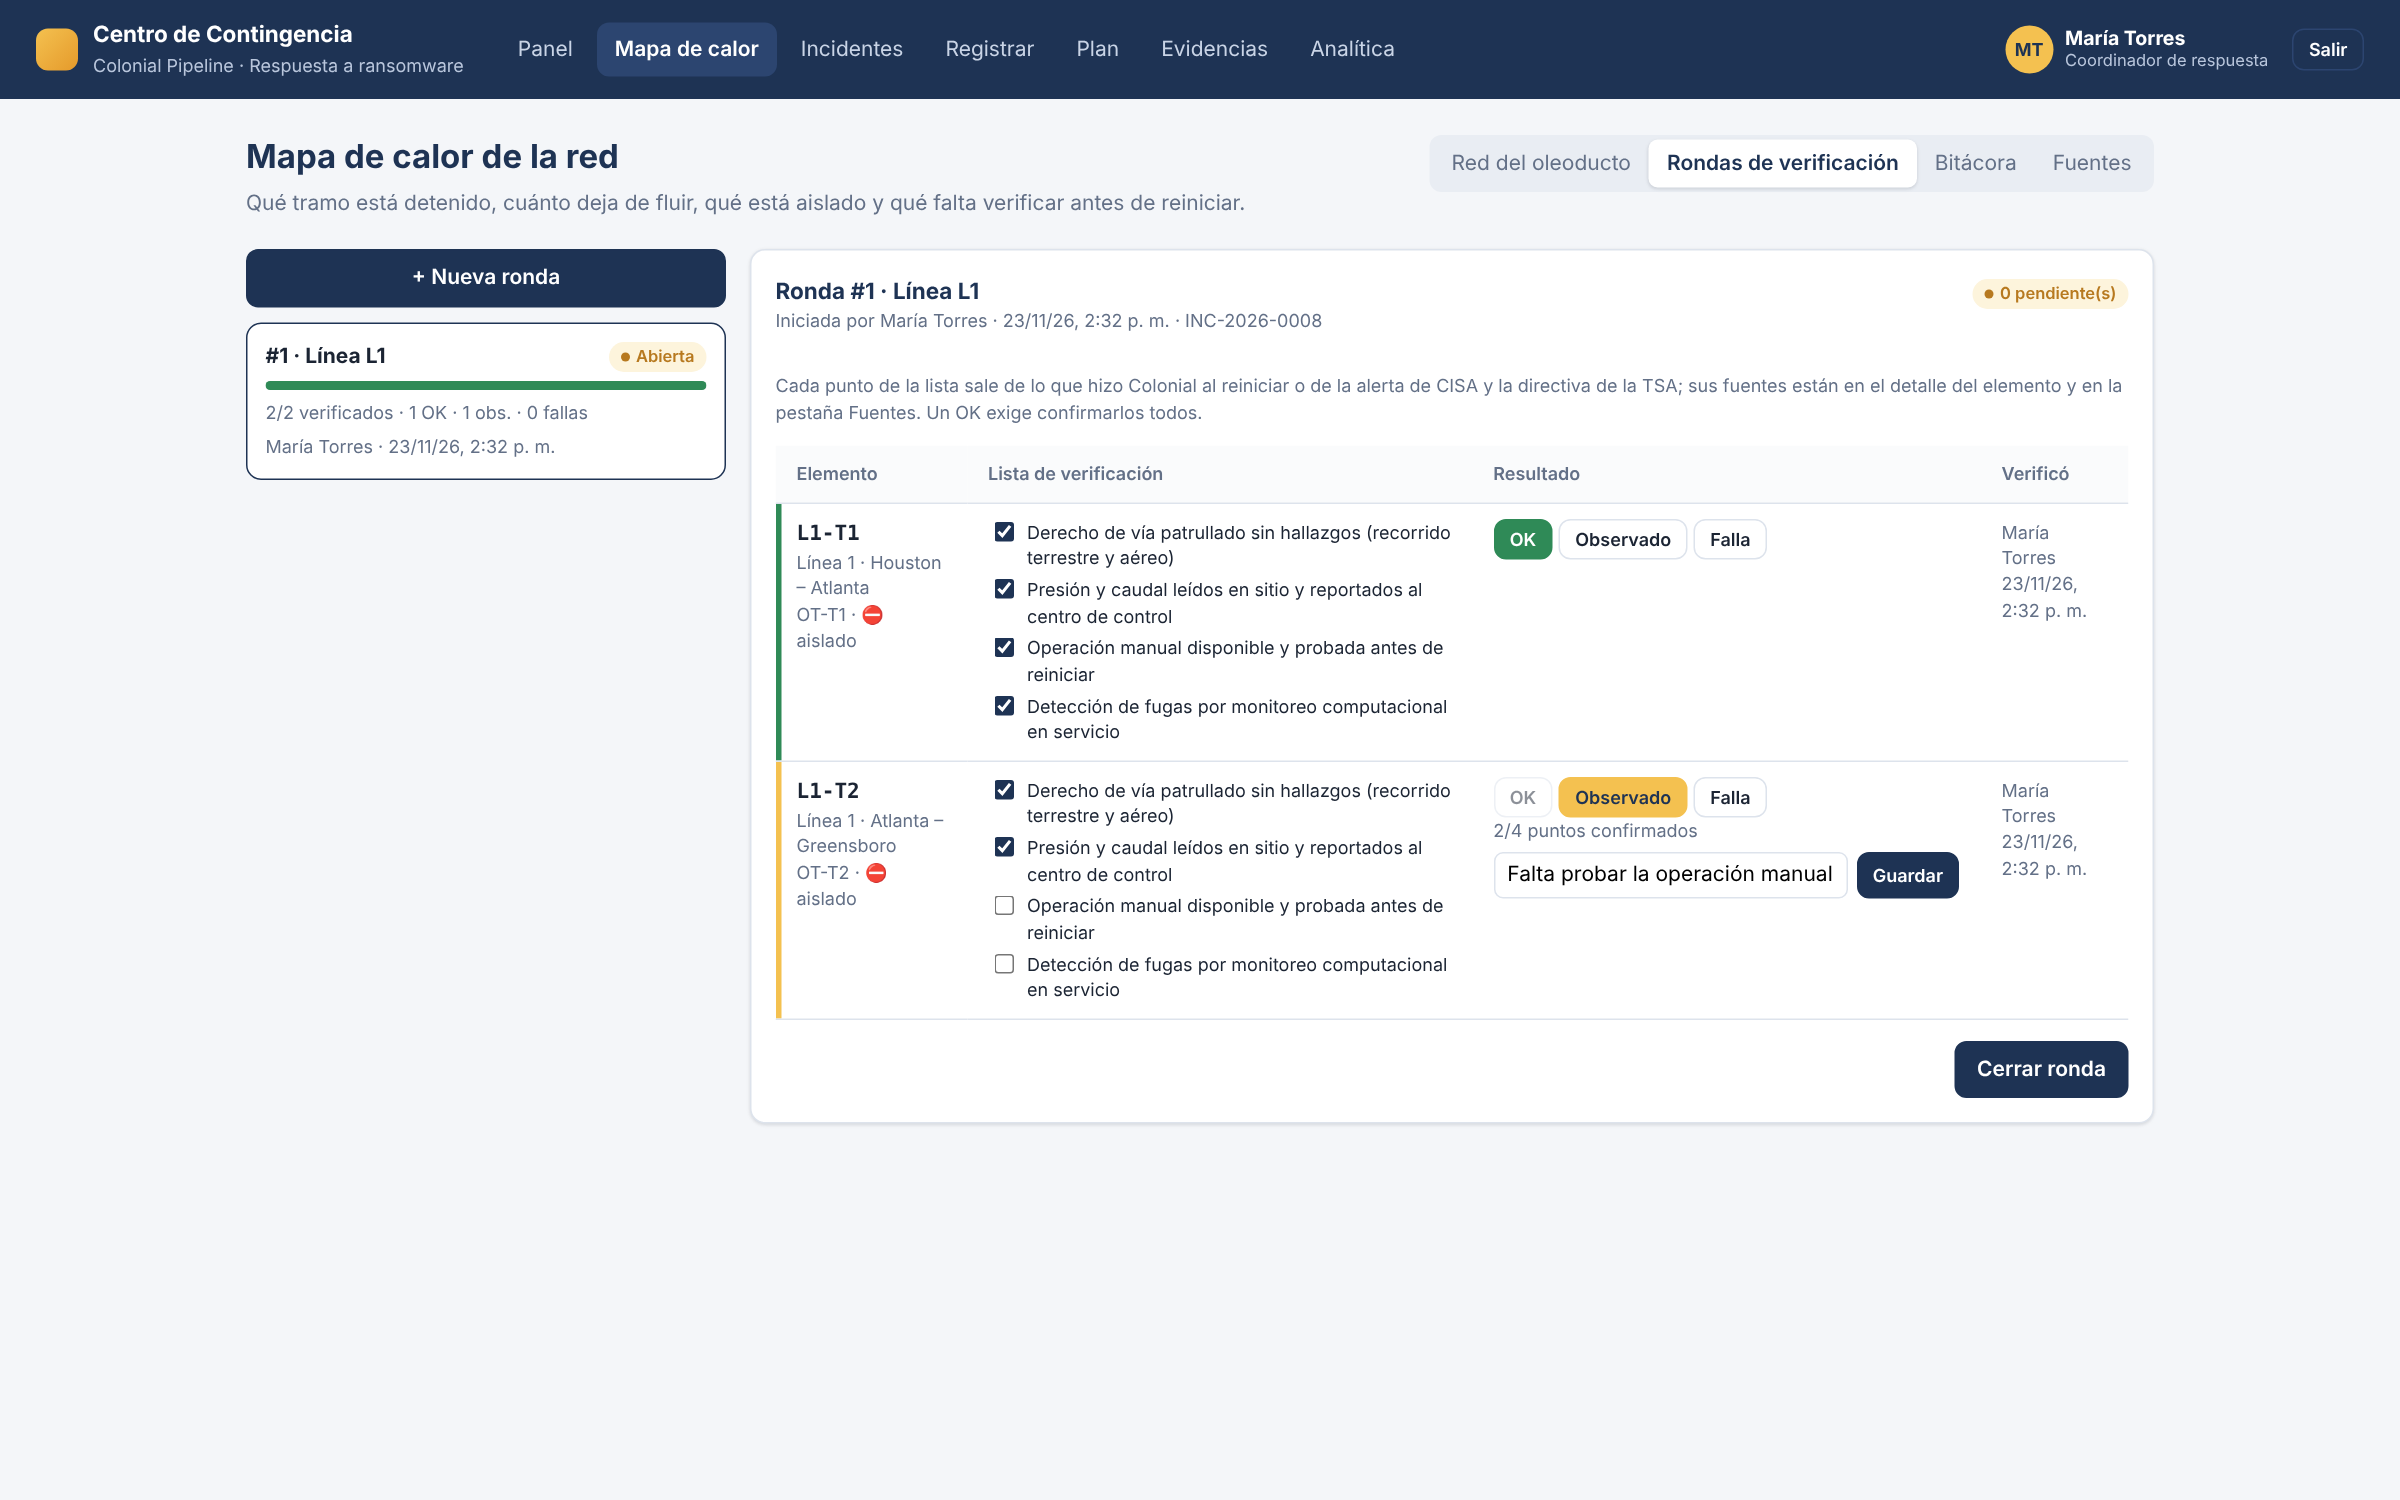 Centro de Contingencia
Colonial Pipeline · Respuesta a ransomware
Panel
Mapa de calor
Incidentes
Registrar
Plan
Evidencias
Analítica
MT
María Torres
Coordinador de respuesta
Salir
Mapa de calor de la red
Qué tramo está detenido, cuánto deja de fluir, qué está aislado y qué falta verificar antes de reiniciar.
Red del oleoducto
Rondas de verificación
Bitácora
Fuentes
+ Nueva ronda
#1 · Línea L1
Abierta
2/2 verificados · 1 OK · 1 obs. · 0 fallas
María Torres · 23/11/26, 2:32 p. m.
Ronda #1 · Línea L1
0 pendiente(s)
Iniciada por María Torres · 23/11/26, 2:32 p. m. · INC-2026-0008
Cada punto de la lista sale de lo que hizo Colonial al reiniciar o de la alerta de CISA y la directiva de la TSA; sus fuentes están en el detalle del elemento y en la
pestaña Fuentes. Un OK exige confirmarlos todos.
Elemento
Lista de verificación
Resultado
Verificó
L1-T1
Línea 1 · Houston
– Atlanta
OT-T1 · ⛔
aislado
Derecho de vía patrullado sin hallazgos (recorrido
terrestre y aéreo)
Presión y caudal leídos en sitio y reportados al
centro de control
Operación manual disponible y probada antes de
reiniciar
Detección de fugas por monitoreo computacional
en servicio
OK
Observado
Falla
María
Torres
23/11/26,
2:32 p. m.
L1-T2
Línea 1 · Atlanta –
Greensboro
OT-T2 · ⛔
aislado
Derecho de vía patrullado sin hallazgos (recorrido
terrestre y aéreo)
Presión y caudal leídos en sitio y reportados al
centro de control
Operación manual disponible y probada antes de
reiniciar
Detección de fugas por monitoreo computacional
en servicio
OK
Observado
Falla
2/4 puntos confirmados
Falta probar la operación manual
Guardar
María
Torres
23/11/26,
2:32 p. m.
Cerrar ronda